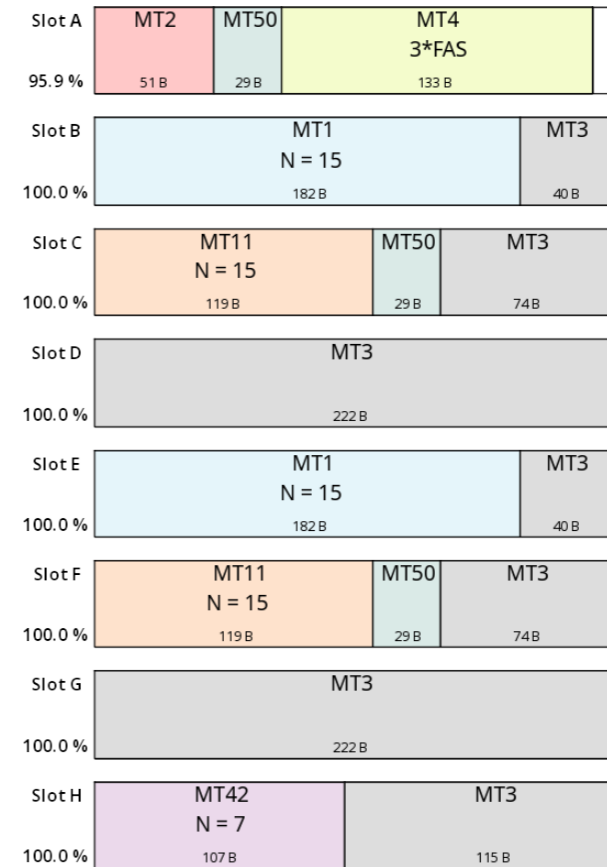 Slot A MT2 MT50 MT4
3*FAS
95.9 % 51 B 29 B 133 B
Slot B MT1 MT3
N = 15
100.0 % 182 B 40 B
Slot C MT11 MT50 MT3
N = 15
100.0 % 119 B 29 B 74 B
Slot D MT3
100.0 % 222 B
Slot E MT1 MT3
N = 15
100.0 % 182 B 40 B
Slot F MT11 MT50 MT3
N = 15
100.0 % 119 B 29 B 74 B
Slot G MT3
100.0 % 222 B
Slot H MT42 MT3
N = 7
100.0 % 107 B 115 B